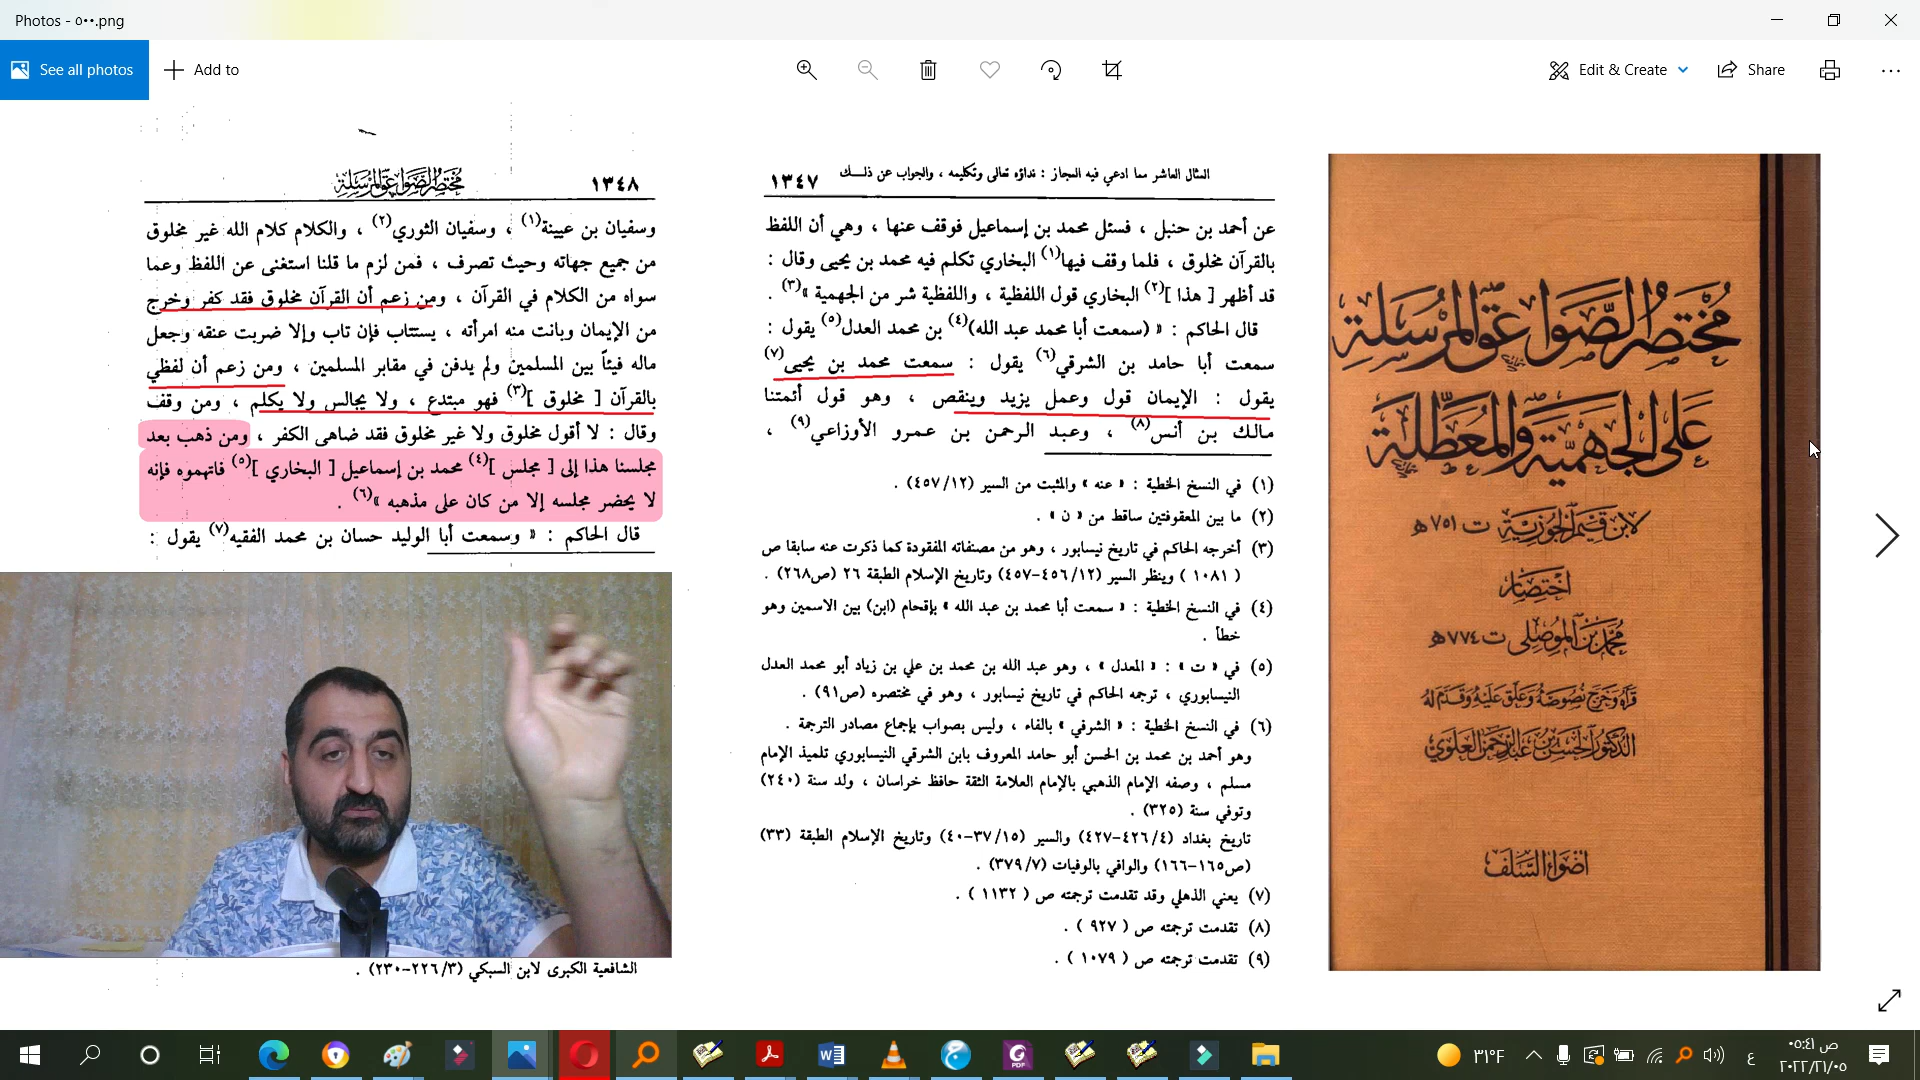 Photos - ٥٠٠.png
See all photos
Add to
Edit & Create
Share
مختصر الصواعق المرسلة
١٣٤٨
وسفيان بن عيينة(١) ، وسفيان الثوري(٢) ، والكلام كلام الله غير مخلوق
من جميع جهاته وحيث تصرف ، فمن لزم ما قلنا استغنى عن اللفظ وعما
سواه من الكلام في القرآن ، ومن زعم أن القرآن مخلوق فقد كفر وخرج
من الإيمان وبانت منه امرأته ، يستتاب فإن تاب وإلا ضربت عنقه وجعل
ماله فيئاً بين المسلمين ولم يدفن في مقابر المسلمين ، ومن زعم أن لفظي
بالقرآن [ مخلوق ](٣) فهو مبتدع ، ولا يجالس ولا يكلم ، ومن وقف
وقال : لا أقول مخلوق ولا غير مخلوق فقد ضاهى الكفر ، ومن ذهب بعد
مجلسنا هذا إلى [ مجلس ](٤) محمد بن إسماعيل [ البخاري ](٥) فاتهموه فإنه
لا يحضر مجلسه إلا من كان على مذهبه »(٦) .
قال الحاكم : « وسمعت أبا الوليد حسان بن محمد الفقيه(٧) يقول :
الشافعية الكبرى لابن السبكي (٣/٢٢٦-٢٣٠) .
المثال العاشر مما ادعي فيه المجاز : نداؤه تعالى وتكليمه ، والجواب عن ذلك
١٣٤٧
عن أحمد بن حنبل ، فسئل محمد بن إسماعيل فوقف عنها ، وهي أن اللفظ
بالقرآن مخلوق ، فلما وقف فيها(١) البخاري تكلم فيه محمد بن يحيى وقال :
قد أظهر [ هذا ](٢) البخاري قول اللفظية ، واللفظية شر من الجهمية »(٣) .
قال الحاكم : « (سمعت أبا محمد عبد الله)(٤) بن محمد العدل(٥) يقول :
سمعت أبا حامد بن الشرقي(٦) يقول : سمعت محمد بن يحيى(٧)
يقول : الإيمان قول وعمل يزيد وينقص ، وهو قول أئمتنا
مالك بن أنس(٨) ، وعبد الرحمن بن عمرو الأوزاعي(٩) ،
(١) في النسخ الخطية : « عنه » والمثبت من السير (١٢/٤٥٧) .
(٢) ما بين المعقوفتين ساقط من « ن » .
(٣) أخرجه الحاكم في تاريخ نيسابور ، وهو من مصنفاته المفقودة كما ذكرت عنه سابقا ص
( ١٠٨١ ) وينظر السير (١٢/٤٥٦-٤٥٧) وتاريخ الإسلام الطبقة ٢٦ (ص٢٦٨) .
(٤) في النسخ الخطية : « سمعت أبا محمد بن عبد الله » بإقحام (ابن) بين الاسمين وهو
خطأ .
(٥) في « ت » : « المعدل » ، وهو عبد الله بن محمد بن علي بن زياد أبو محمد العدل
النيسابوري ، ترجمه الحاكم في تاريخ نيسابور ، وهو في مختصره (ص٩١) .
(٦) في النسخ الخطية : « الشرفي » بالفاء ، وليس بصواب بإجماع مصادر الترجمة .
وهو أحمد بن محمد بن الحسن أبو حامد المعروف بابن الشرقي النيسابوري تلميذ الإمام
مسلم ، وصفه الإمام الذهبي بالإمام العلامة الثقة حافظ خراسان ، ولد سنة (٢٤٠)
وتوفي سنة (٣٢٥) .
تاريخ بغداد (٤/٤٢٦-٤٢٧) والسير (١٥/٣٧-٤٠) وتاريخ الإسلام الطبقة (٣٣)
(ص١٦٥-١٦٦) والوافي بالوفيات (٧/٣٧٩) .
(٧) يعني الذهلي وقد تقدمت ترجمته ص ( ١١٣٢ ) .
(٨) تقدمت ترجمته ص ( ٩٢٧ ) .
(٩) تقدمت ترجمته ص ( ١٠٧٩ ) .
مختصر الصواعق المرسلة
على الجهمية والمعطلة
لابن قيم الجوزية ت ٧٥١ ه
اختصار
محمد بن الموصلي ت ٧٧٤ ه
قرأه وخرج نصوصه وعلق عليه وقدم له
الدكتور الحسن بن عبد الرحمن العلوي
أضواء السلف
٣١°F
ع
٠٥:٤١ ص
٢٠٢٢/٢١/٠٥